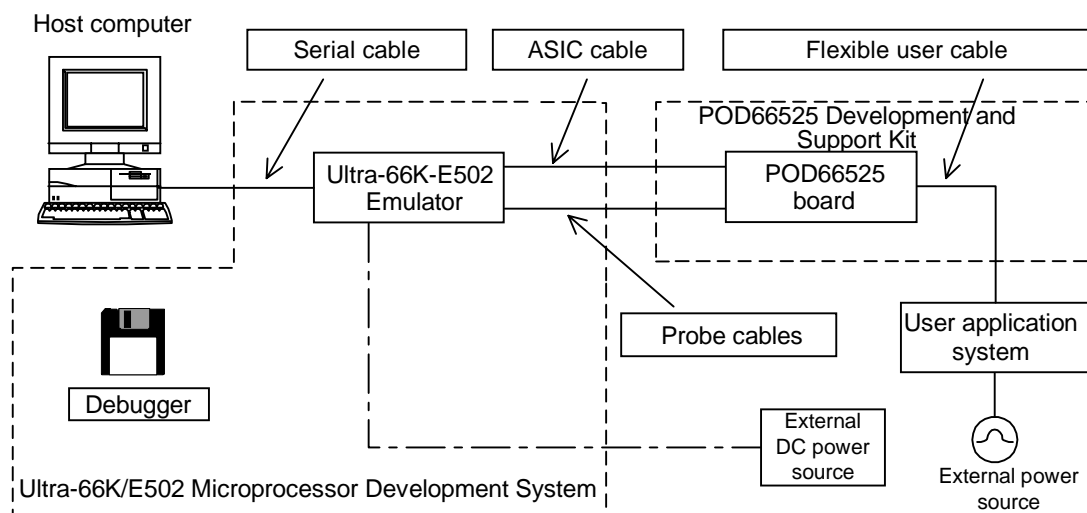 Host computer
Serial cable
ASIC cable
Flexible user cable
POD66525 Development and
Support Kit
Ultra-66K-E502
Emulator
POD66525
board
Probe cables
User application
system
Debugger
External
DC power
source
External power
source
Ultra-66K/E502 Microprocessor Development System